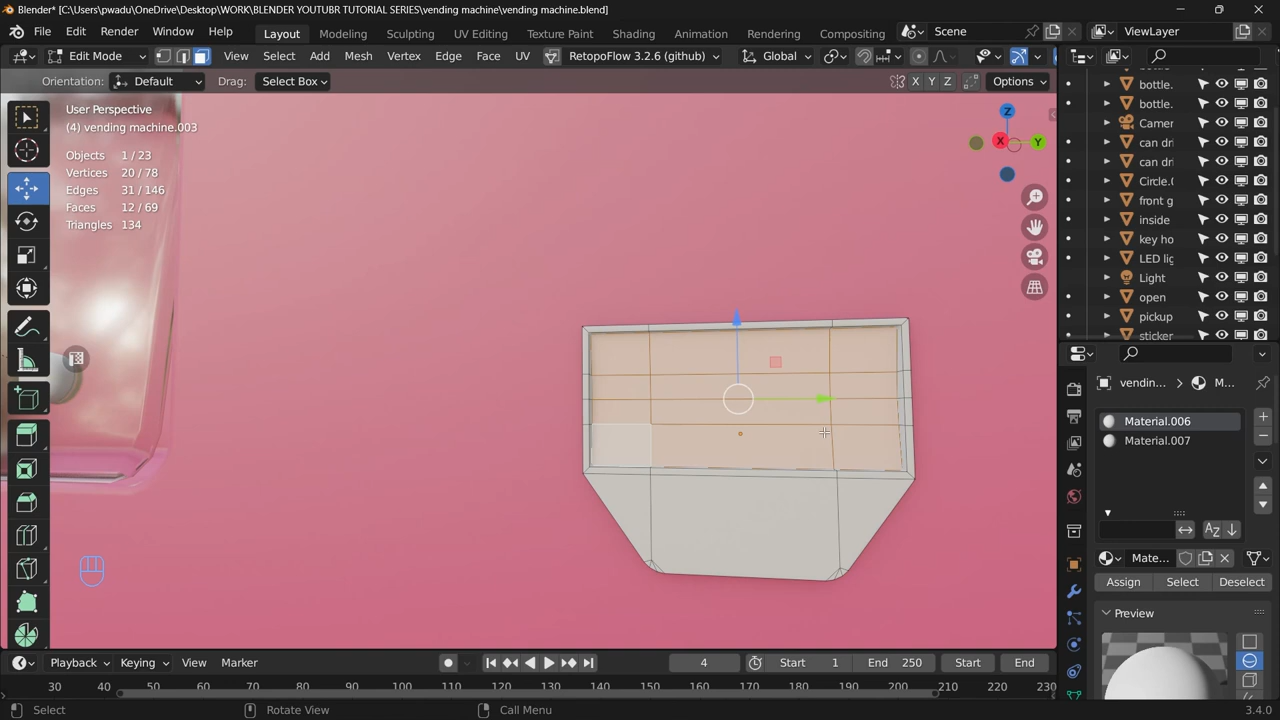 Blender* [C:\Users\pwadu\OneDrive\Desktop\WORK\BLENDER YOUTUBR TUTORIAL SERIES\vending machine\vending machine.blend]
File Edit Render Window Help Layout Modeling Sculpting UV Editing Texture Paint Shading Animation Rendering Compositing Scene ViewLayer
Edit Mode View Select Add Mesh Vertex Edge Face UV RetopoFlow 3.2.6 (github) Global
Orientation: Default Drag: Select Box X Y Z Options
User Perspective
(4) vending machine.003
Objects 1 / 23
Vertices 20 / 78
Edges 31 / 146
Faces 12 / 69
Triangles 134
Z
X
Y
bottle.
bottle.
Camer
can dri
can dri
Circle.(
front g
inside
key ho
LED lig
Light
open
pickup
sticker
vendin... M...
Material.006
Material.007
Mate...
Assign Select Deselect
Preview
Playback Keying View Marker 4 Start 1 End 250 Start End
30 40 50 60 70 80 90 100 110 120 130 140 150 160 170 180 190 200 210 220 230
Select Rotate View Call Menu 3.4.0